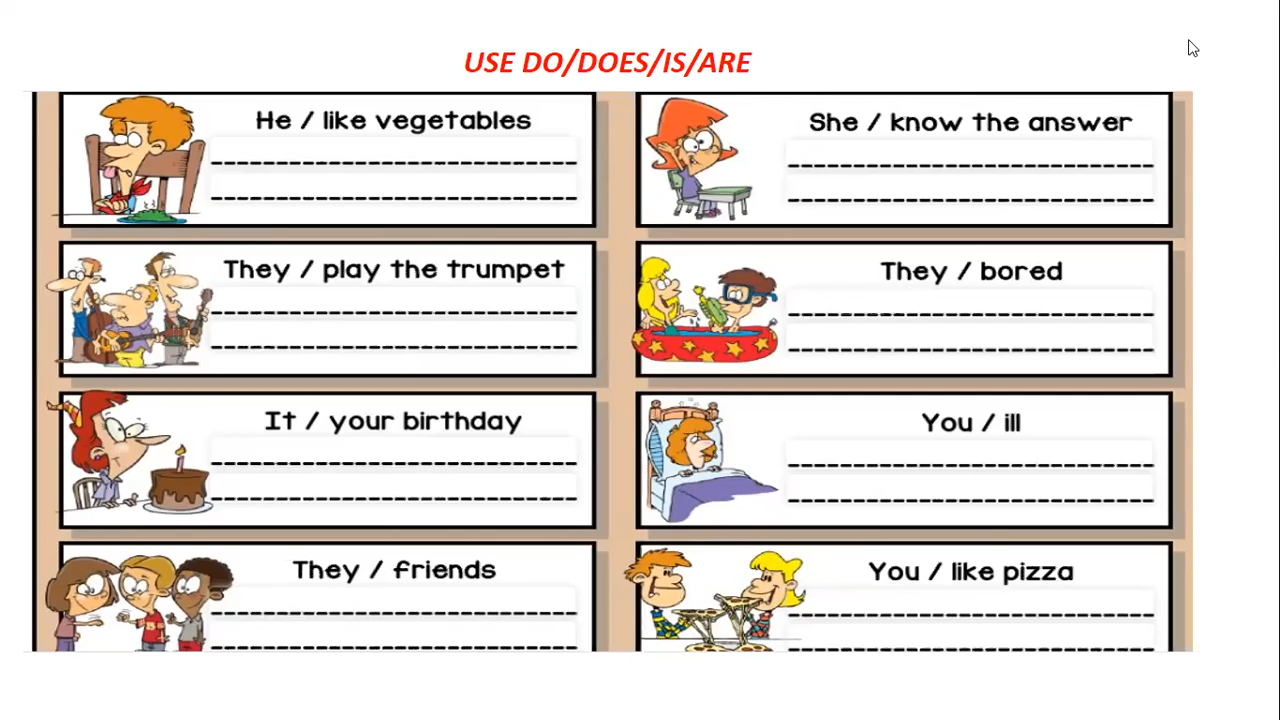 USE DO/DOES/IS/ARE
He / like vegetables
She / know the answer
They / play the trumpet
They / bored
It / your birthday
You / ill
They / friends
You / like pizza